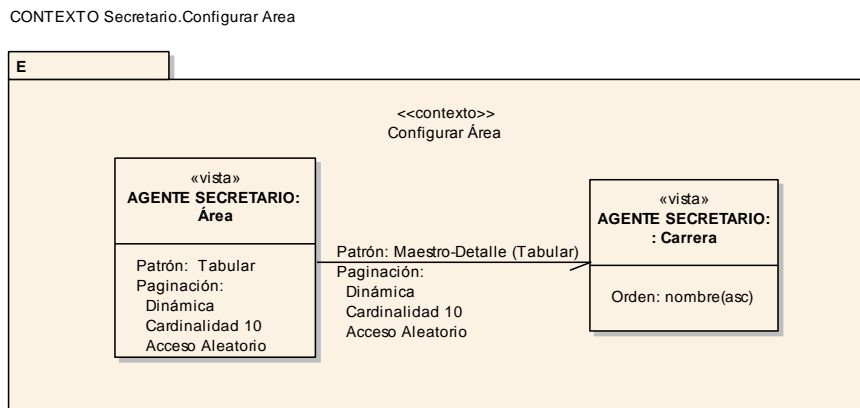 CONTEXTO Secretario.Configurar Area
E
<<contexto>>
Configurar Área
«vista»
AGENTE SECRETARIO:
Área
Patrón: Tabular
Paginación:
Dinámica
Cardinalidad 10
Acceso Aleatorio
Patrón: Maestro-Detalle (Tabular)
Paginación:
Dinámica
Cardinalidad 10
Acceso Aleatorio
«vista»
AGENTE SECRETARIO:
: Carrera
Orden: nombre(asc)